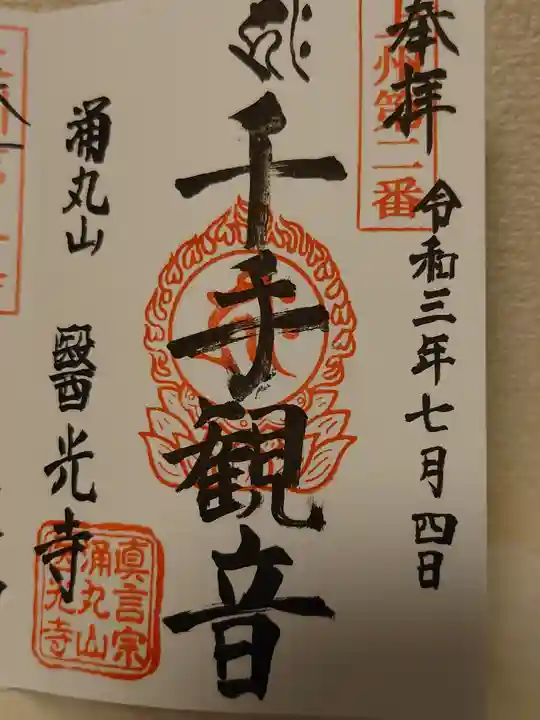 奉拝
令和三年七月四日
州第二番
千手観音
涌丸山
醫光寺
真言宗
涌丸山
醫光寺